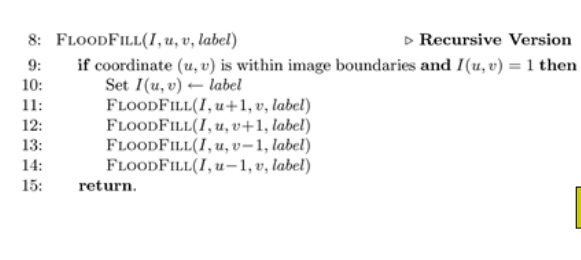 8: FLOODFILL(I, u, v, label) ▷ Recursive Version
9: if coordinate (u, v) is within image boundaries and I(u, v) = 1 then
10: Set I(u, v) ← label
11: FLOODFILL(I, u+1, v, label)
12: FLOODFILL(I, u, v+1, label)
13: FLOODFILL(I, u, v−1, label)
14: FLOODFILL(I, u−1, v, label)
15: return.